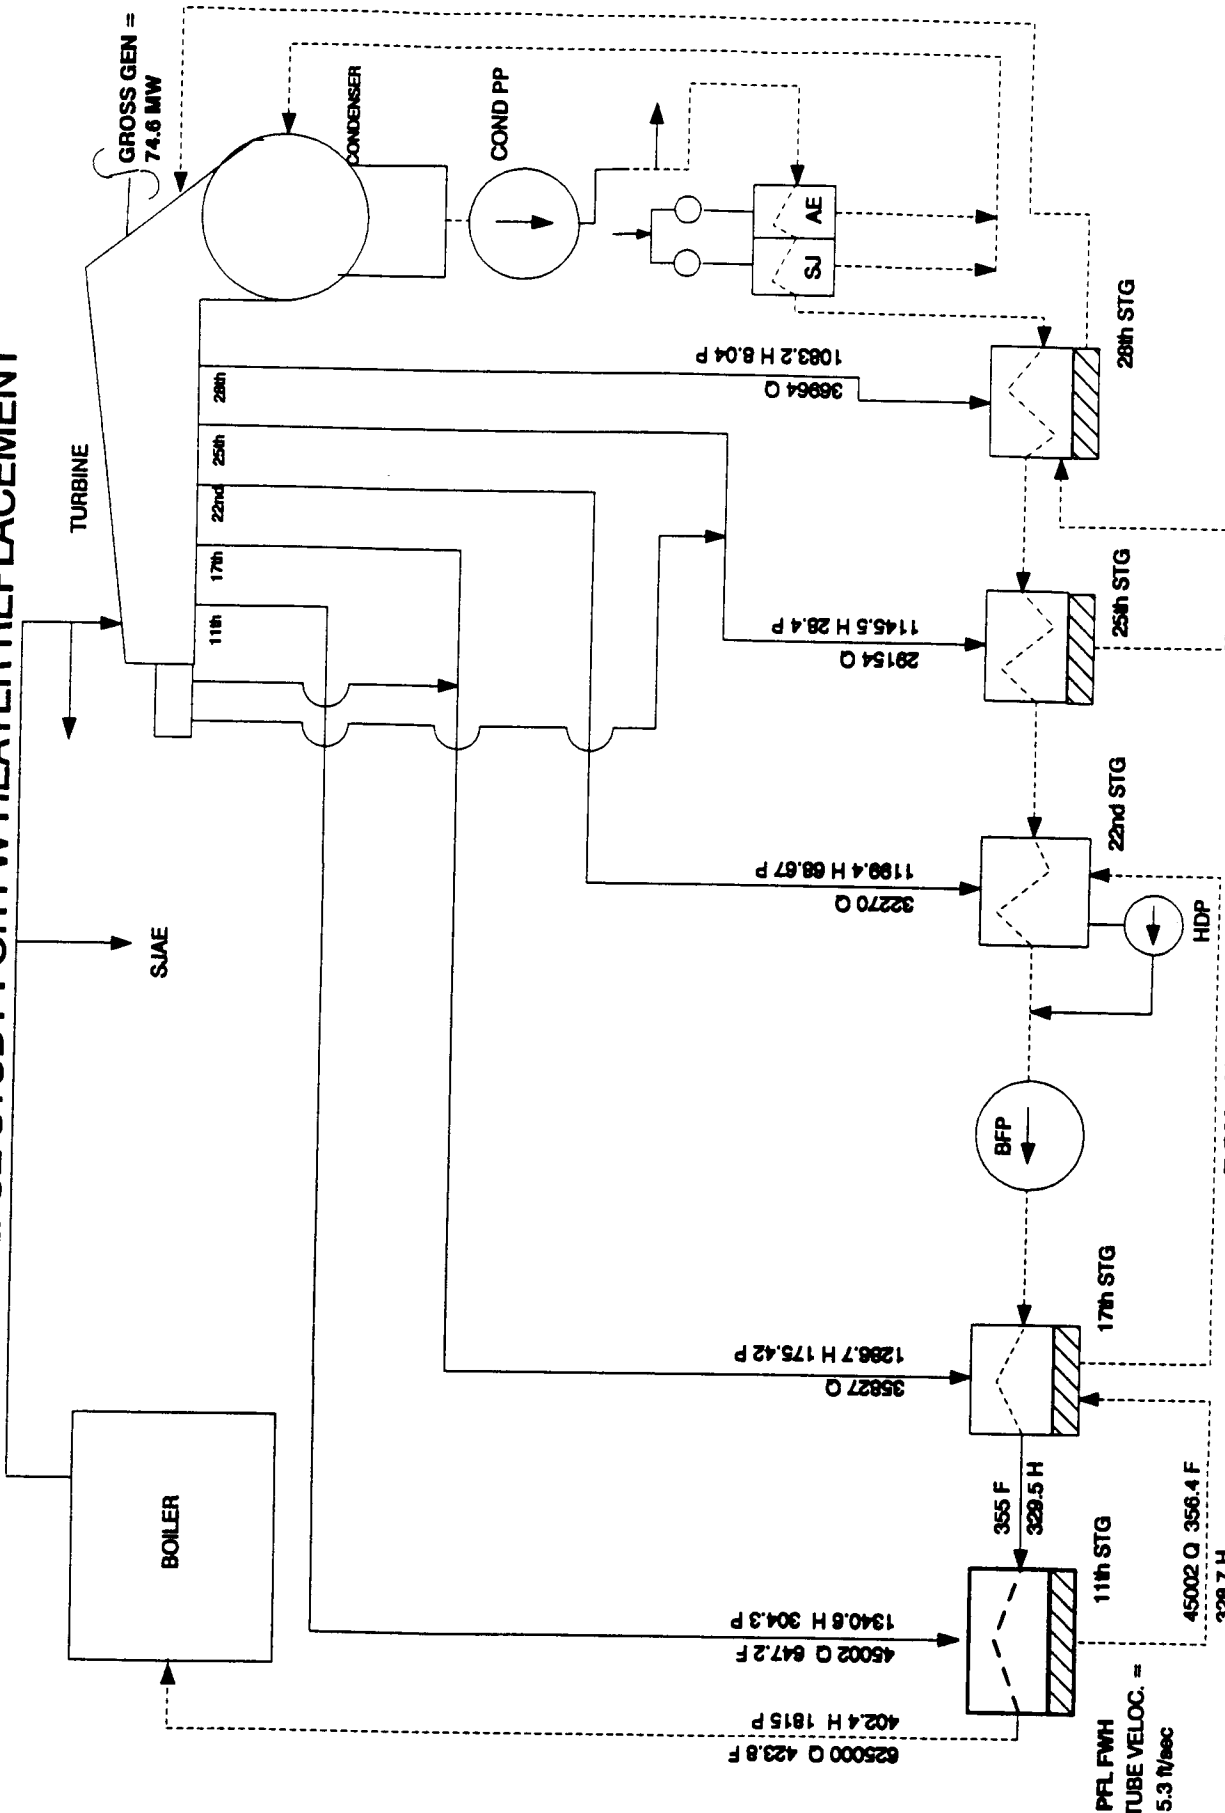 GROSS GEN =
74.6 MW
TURBINE
CONDENSER
COND PP
11th
17th
22nd
25th
28th
SJAE
SJ
AE
BOILER
1083.2 H 8.04 P
36964 Q
28th STG
1145.5 H 28.4 P
29154 Q
25th STG
1199.4 H 68.67 P
32270 Q
22nd STG
HDP
BFP
1286.7 H 175.42 P
35827 Q
17th STG
355 F
329.5 H
1340.6 H 304.3 P
45002 Q 647.2 F
11th STG
45002 Q 356.4 F
402.4 H 1815 P
625000 Q 423.8 F
PFL FWH
TUBE VELOC. =
5.3 ft/sec